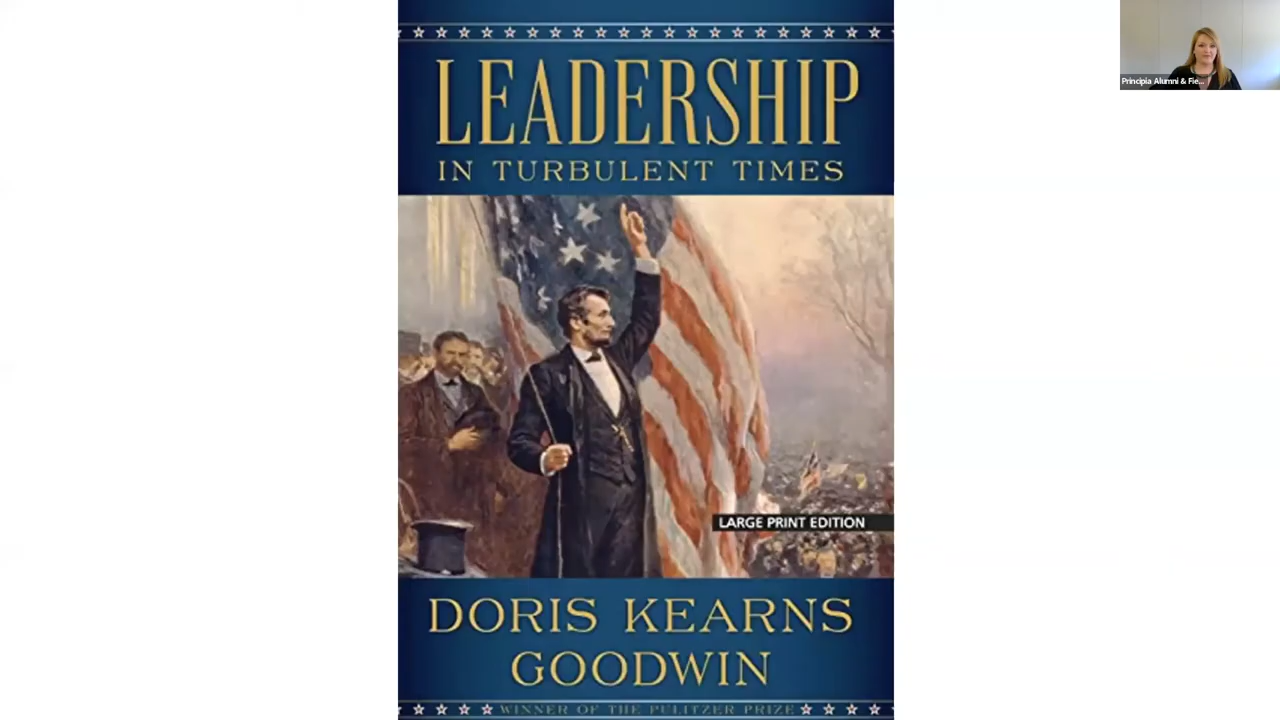 LEADERSHIP
IN TURBULENT TIMES
Principia Alumni & Fie...
LARGE PRINT EDITION
DORIS KEARNS
GOODWIN
WINNER OF THE PULITZER PRIZE